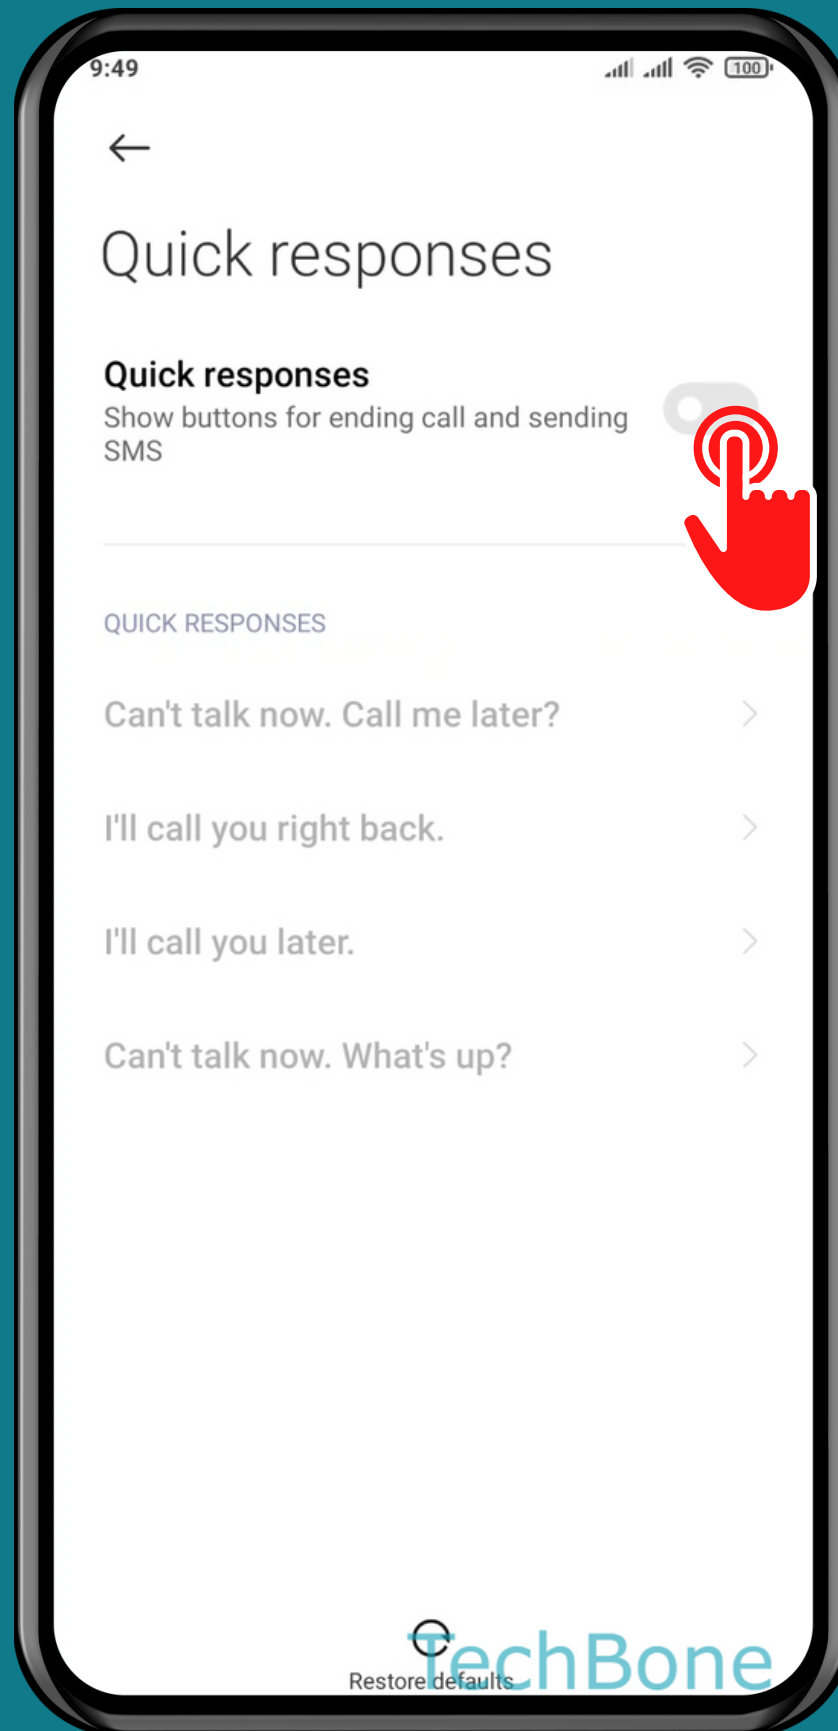 9:49
100
Quick responses
Quick responses
Show buttons for ending call and sending
SMS
QUICK RESPONSES
Can't talk now. Call me later?
I'll call you right back.
I'll call you later.
Can't talk now. What's up?
TechBone
Restore defaults